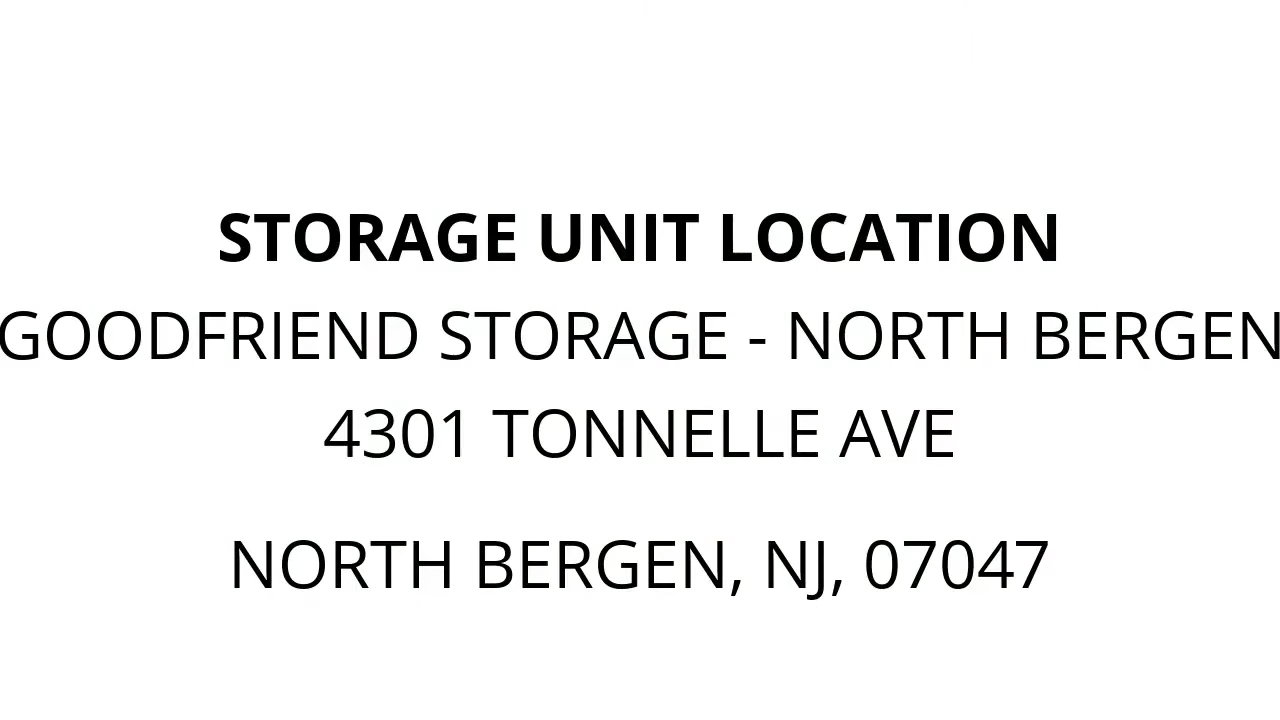 STORAGE UNIT LOCATION
GOODFRIEND STORAGE - NORTH BERGEN
4301 TONNELLE AVE
NORTH BERGEN, NJ, 07047